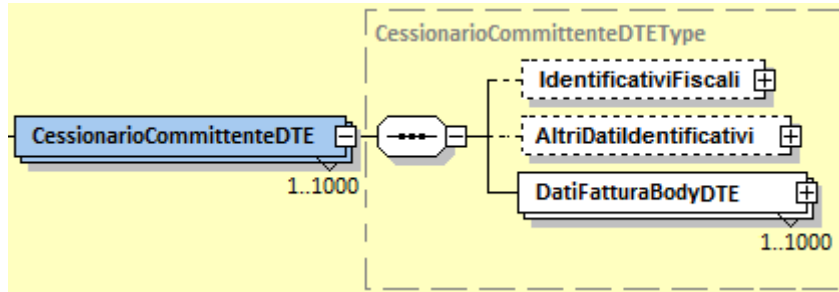 CessionarioCommittenteDTEType
IdentificativiFiscali
CessionarioCommittenteDTE
AltriDatiIdentificativi
1..1000
DatiFatturaBodyDTE
1..1000